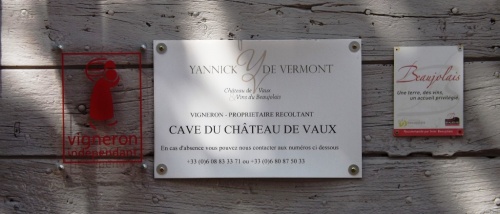 vigneron
indépendant
YANNICK Y DE VERMONT
Château de Vaux
Vins du Beaujolais
VIGNERON - PROPRIETAIRE RECOLTANT
CAVE DU CHÂTEAU DE VAUX
En cas d'absence vous pouvez nous contacter aux numéros ci dessous
+33 (0)6 08 83 33 71 ou +33 (0)6 80 87 50 33
Beaujolais
Une terre, des vins,
un accueil privilégié